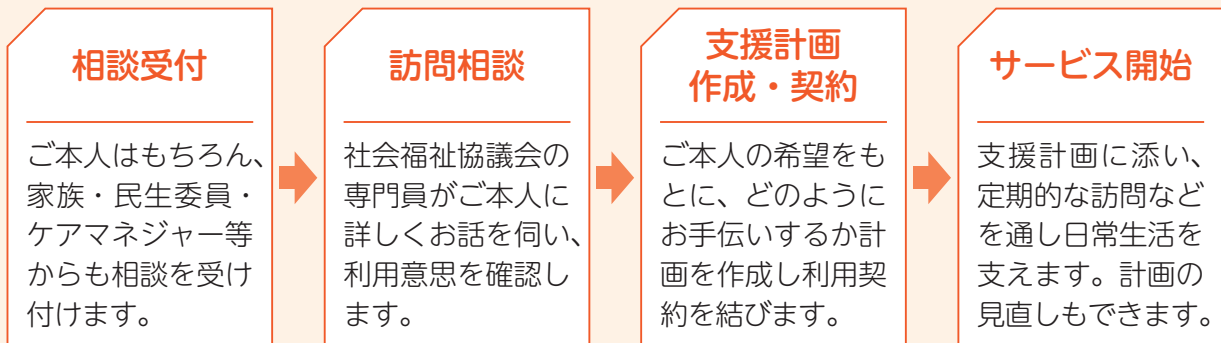 相談受付
ご本人はもちろん、
家族・民生委員・
ケアマネジャー等
からも相談を受け
付けます。
訪問相談
社会福祉協議会の
専門員がご本人に
詳しくお話を伺い、
利用意思を確認し
ます。
支援計画
作成・契約
ご本人の希望をも
とに、どのように
お手伝いするか計
画を作成し利用契
約を結びます。
サービス開始
支援計画に添い、
定期的な訪問など
を通し日常生活を
支えます。計画の
見直しもできます。